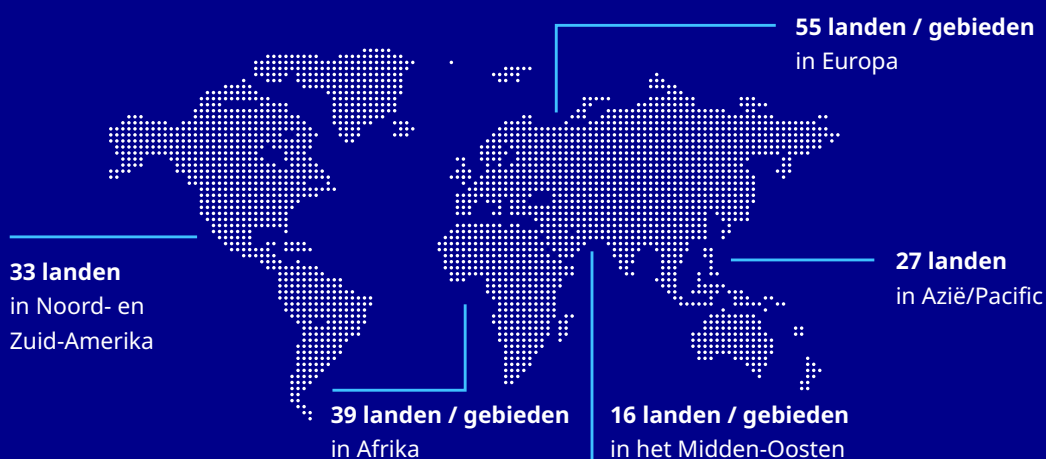 55 landen / gebieden
in Europa
33 landen
in Noord- en
Zuid-Amerika
27 landen
in Azië/Pacific
39 landen / gebieden
in Afrika
16 landen / gebieden
in het Midden-Oosten